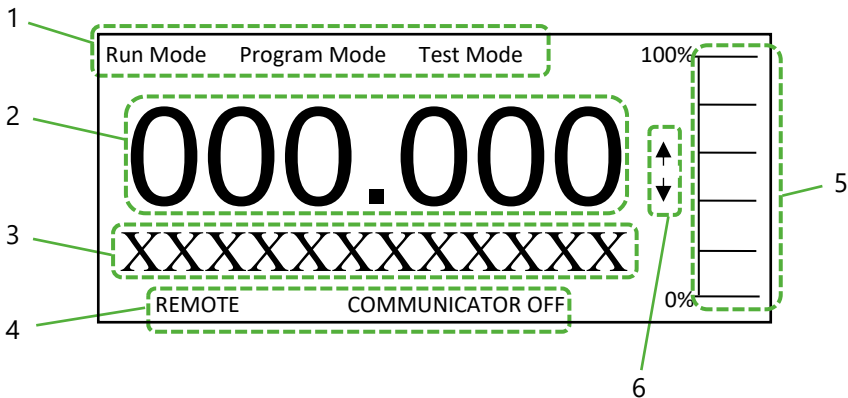 1
Run Mode Program Mode Test Mode 100%
2
000.000
5
3
XXXXXXXXXXXXX
REMOTE COMMUNICATOR OFF 0%
4
6